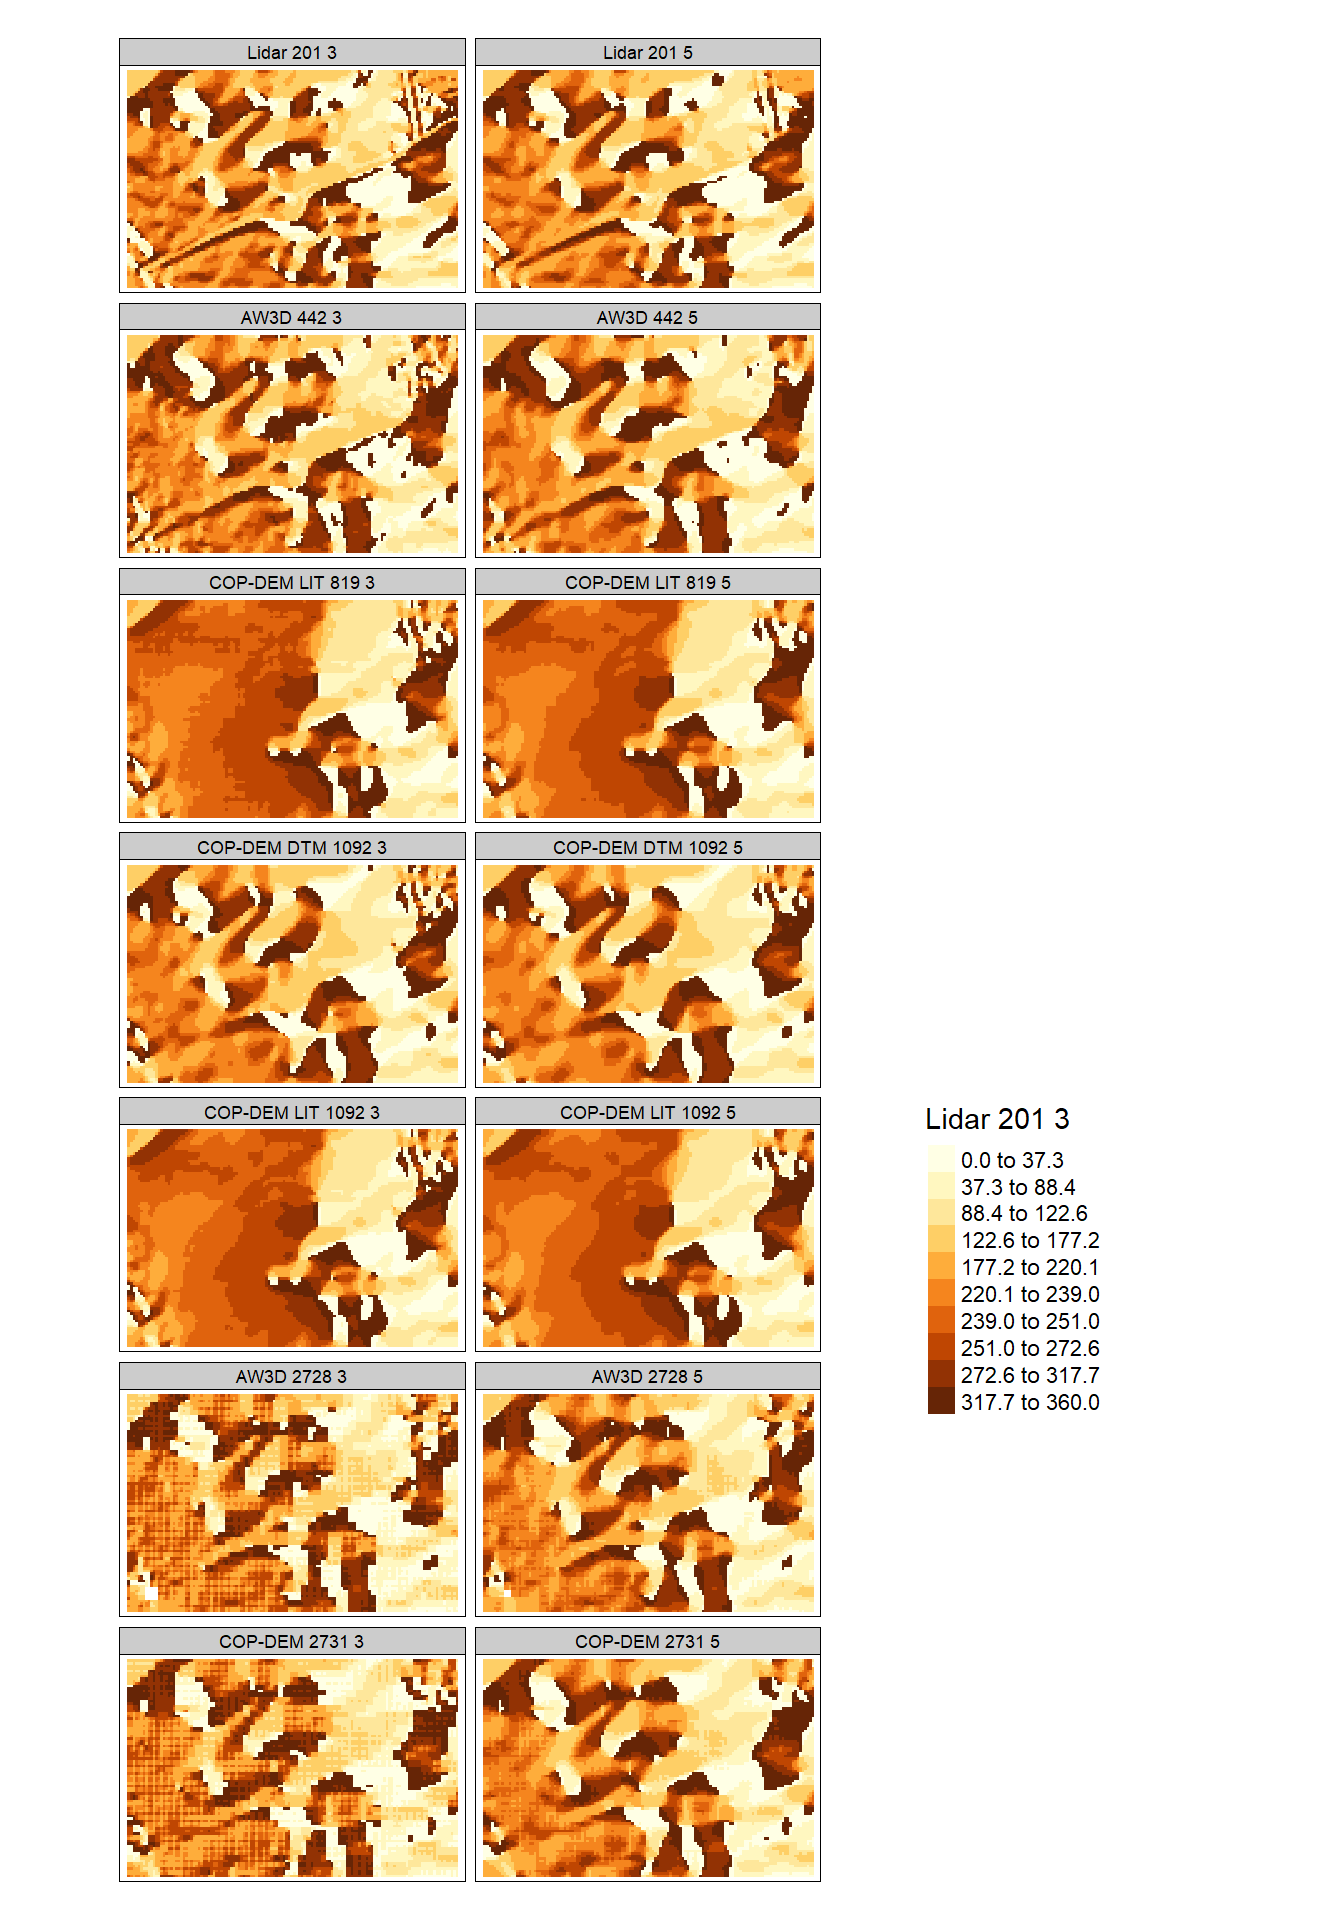 Lidar 201 3
Lidar 201 5
AW3D 442 3
AW3D 442 5
COP-DEM LIT 819 3
COP-DEM LIT 819 5
COP-DEM DTM 1092 3
COP-DEM DTM 1092 5
COP-DEM LIT 1092 3
COP-DEM LIT 1092 5
AW3D 2728 3
AW3D 2728 5
COP-DEM 2731 3
COP-DEM 2731 5
Lidar 201 3
0.0 to 37.3
37.3 to 88.4
88.4 to 122.6
122.6 to 177.2
177.2 to 220.1
220.1 to 239.0
239.0 to 251.0
251.0 to 272.6
272.6 to 317.7
317.7 to 360.0